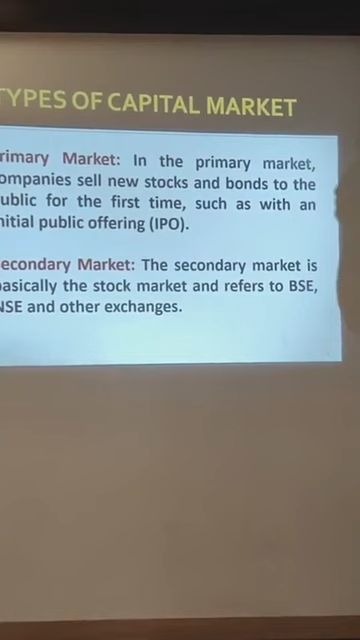 TYPES OF CAPITAL MARKET
rimary Market: In the primary market,
ompanies sell new stocks and bonds to the
ublic for the first time, such as with an
nitial public offering (IPO).
econdary Market: The secondary market is
basically the stock market and refers to BSE,
NSE and other exchanges.